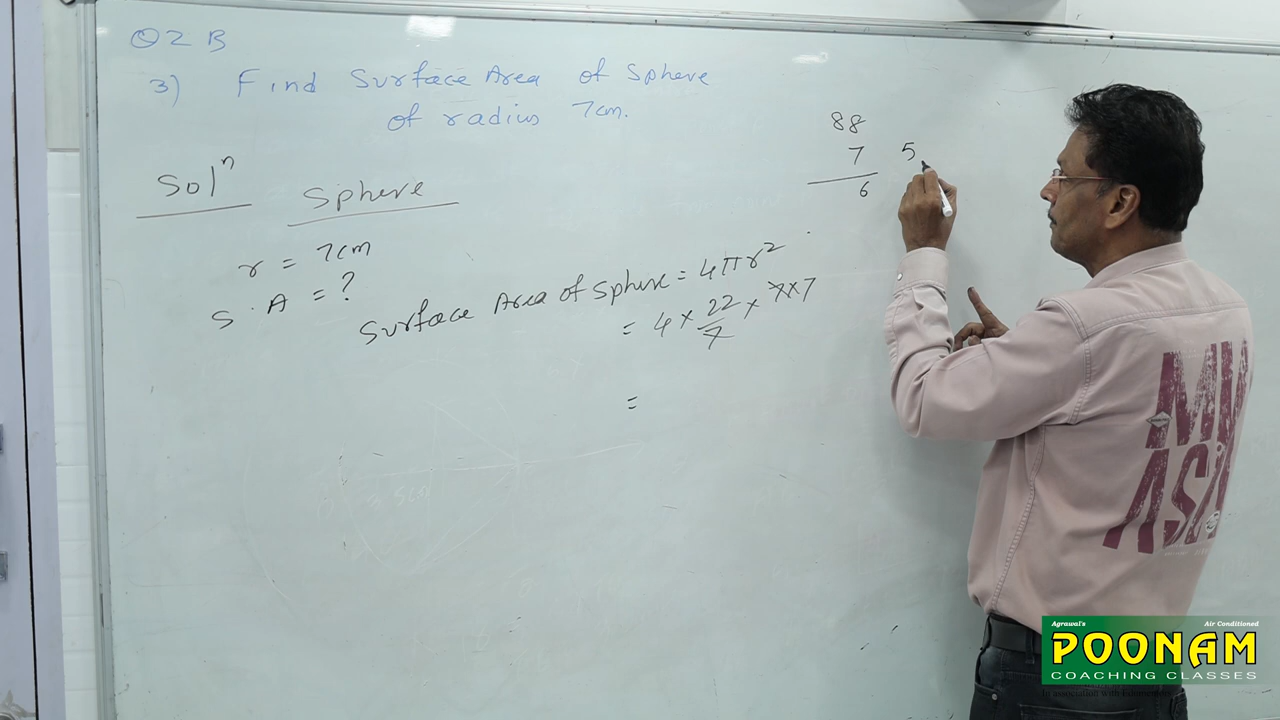 Q2 B
3) Find Surface Area of Sphere
of radius 7cm.
Solⁿ
Sphere
r = 7cm
S.A = ?
Surface Area of Sphere = 4πr²
= 4 × 22/7 × 7×7
=
88
7
6
5
Agrawal's Air Conditioned
POONAM
COACHING CLASSES